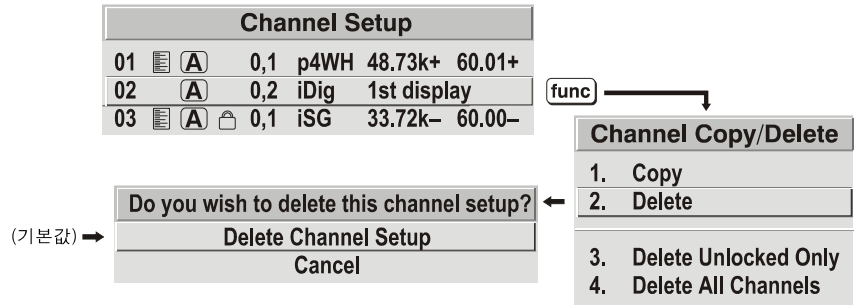 Channel Setup
01 A 0,1 p4WH 48.73k+ 60.01+
02 A 0,2 iDig 1st display
03 A 0,1 iSG 33.72k– 60.00–
func
Channel Copy/Delete
1. Copy
2. Delete
3. Delete Unlocked Only
4. Delete All Channels
Do you wish to delete this channel setup?
(기본값) Delete Channel Setup
Cancel